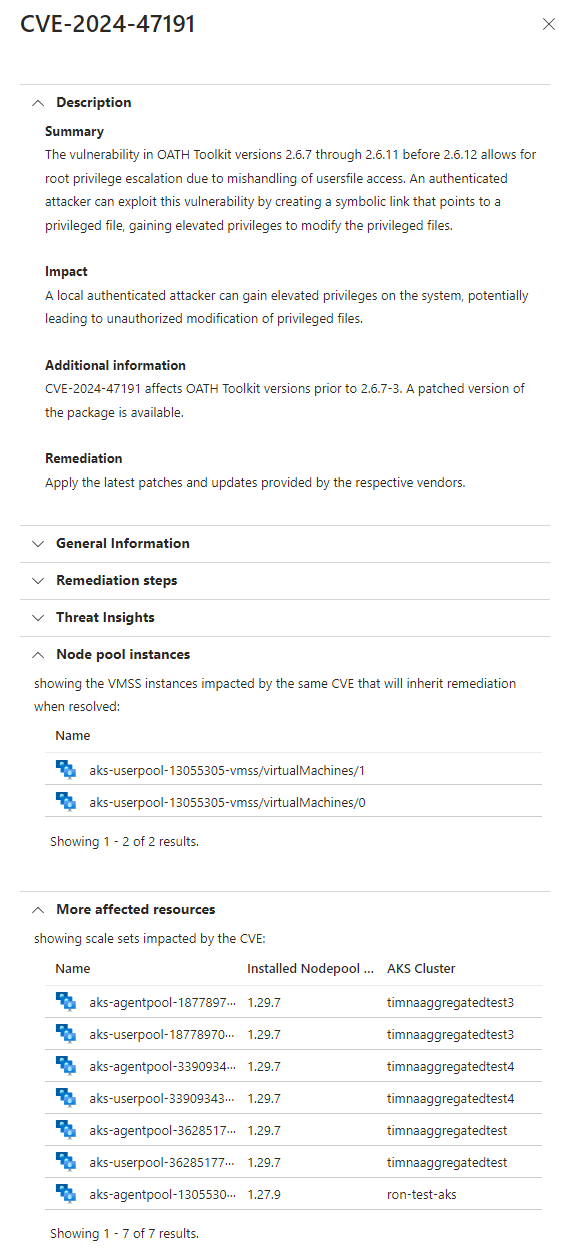 CVE-2024-47191
Description
Summary
The vulnerability in OATH Toolkit versions 2.6.7 through 2.6.11 before 2.6.12 allows for
root privilege escalation due to mishandling of usersfile access. An authenticated
attacker can exploit this vulnerability by creating a symbolic link that points to a
privileged file, gaining elevated privileges to modify the privileged files.
Impact
A local authenticated attacker can gain elevated privileges on the system, potentially
leading to unauthorized modification of privileged files.
Additional information
CVE-2024-47191 affects OATH Toolkit versions prior to 2.6.7-3. A patched version of
the package is available.
Remediation
Apply the latest patches and updates provided by the respective vendors.
General Information
Remediation steps
Threat Insights
Node pool instances
showing the VMSS instances impacted by the same CVE that will inherit remediation
when resolved:
Name
aks-userpool-13055305-vmss/virtualMachines/1
aks-userpool-13055305-vmss/virtualMachines/0
Showing 1 - 2 of 2 results.
More affected resources
showing scale sets impacted by the CVE:
Name Installed Nodepool ... AKS Cluster
aks-agentpool-1877897... 1.29.7 timnaaggregatedtest3
aks-userpool-18778970... 1.29.7 timnaaggregatedtest3
aks-agentpool-3390934... 1.29.7 timnaaggregatedtest4
aks-userpool-33909343... 1.29.7 timnaaggregatedtest4
aks-agentpool-3628517... 1.29.7 timnaaggregatedtest
aks-userpool-36285177... 1.29.7 timnaaggregatedtest
aks-agentpool-1305530... 1.27.9 ron-test-aks
Showing 1 - 7 of 7 results.